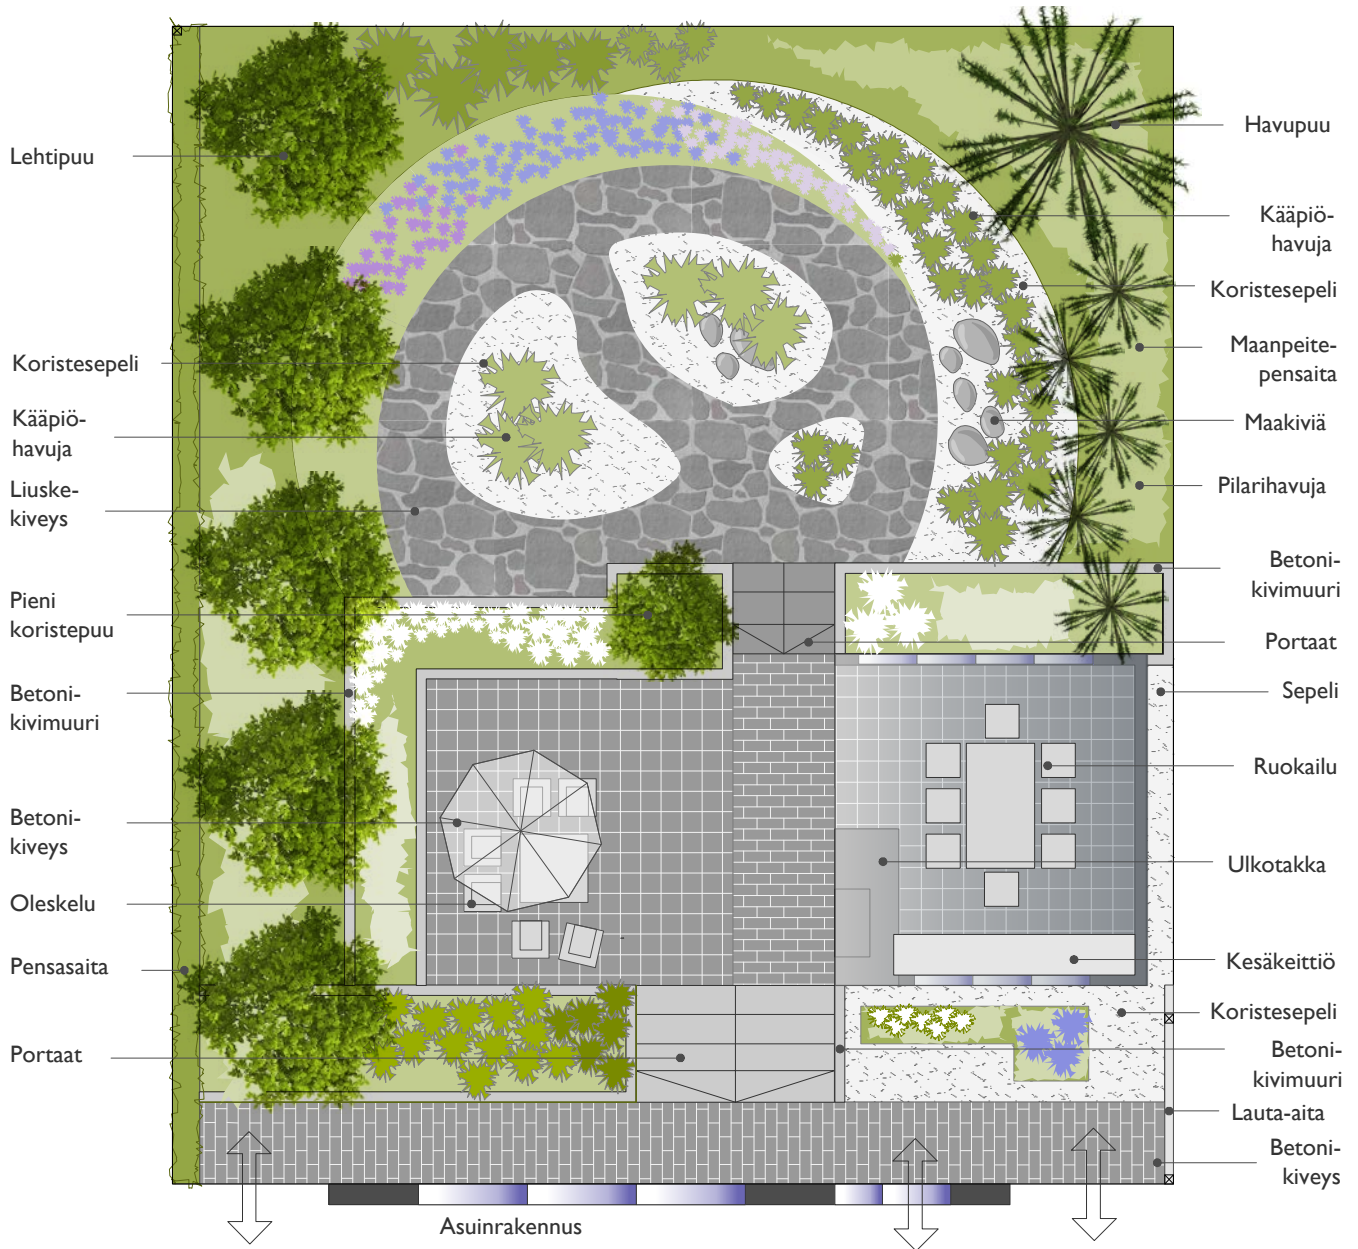 Lehtipuu
Koristesepeli
Kääpiö-
havuja
Liuske-
kiveys
Pieni
koristepuu
Betoni-
kivimuuri
Betoni-
kiveys
Oleskelu
Pensasaita
Portaat
Havupuu
Kääpiö-
havuja
Koristesepeli
Maanpeite-
pensaita
Maakiviä
Pilarihavuja
Betoni-
kivimuuri
Portaat
Sepeli
Ruokailu
Ulkotakka
Kesäkeittiö
Koristesepeli
Betoni-
kivimuuri
Lauta-aita
Betoni-
kiveys
Asuinrakennus